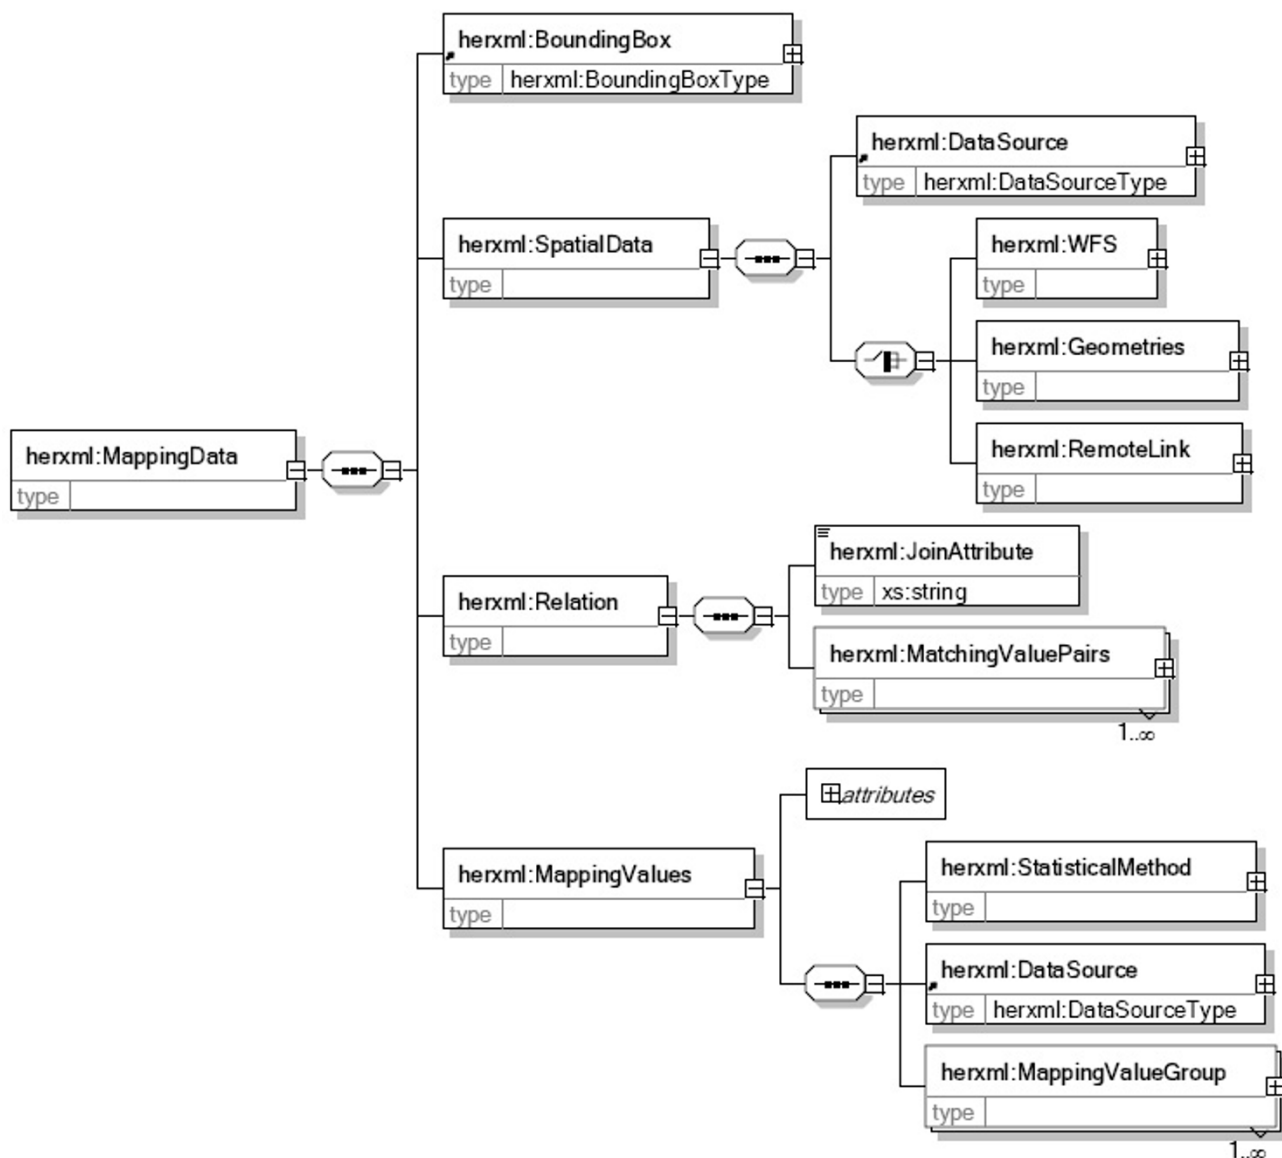 herxml:BoundingBox
type herxml:BoundingBoxType
herxml:DataSource
type herxml:DataSourceType
herxml:SpatialData
type
herxml:WFS
type
herxml:Geometries
type
herxml:RemoteLink
type
herxml:MappingData
type
herxml:JoinAttribute
type xs:string
herxml:Relation
type
herxml:MatchingValuePairs
type
1..∞
attributes
herxml:MappingValues
type
herxml:StatisticalMethod
type
herxml:DataSource
type herxml:DataSourceType
herxml:MappingValueGroup
type
1..∞